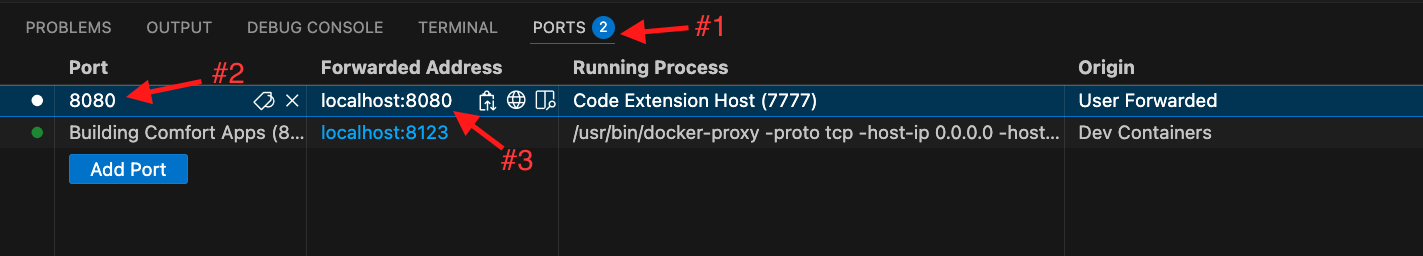 PROBLEMS OUTPUT DEBUG CONSOLE TERMINAL PORTS 2 #1
Port Forwarded Address Running Process Origin
#2
8080 localhost:8080 Code Extension Host (7777) User Forwarded
Building Comfort Apps (8... localhost:8123 /usr/bin/docker-proxy -proto tcp -host-ip 0.0.0.0 -host... Dev Containers
#3
Add Port